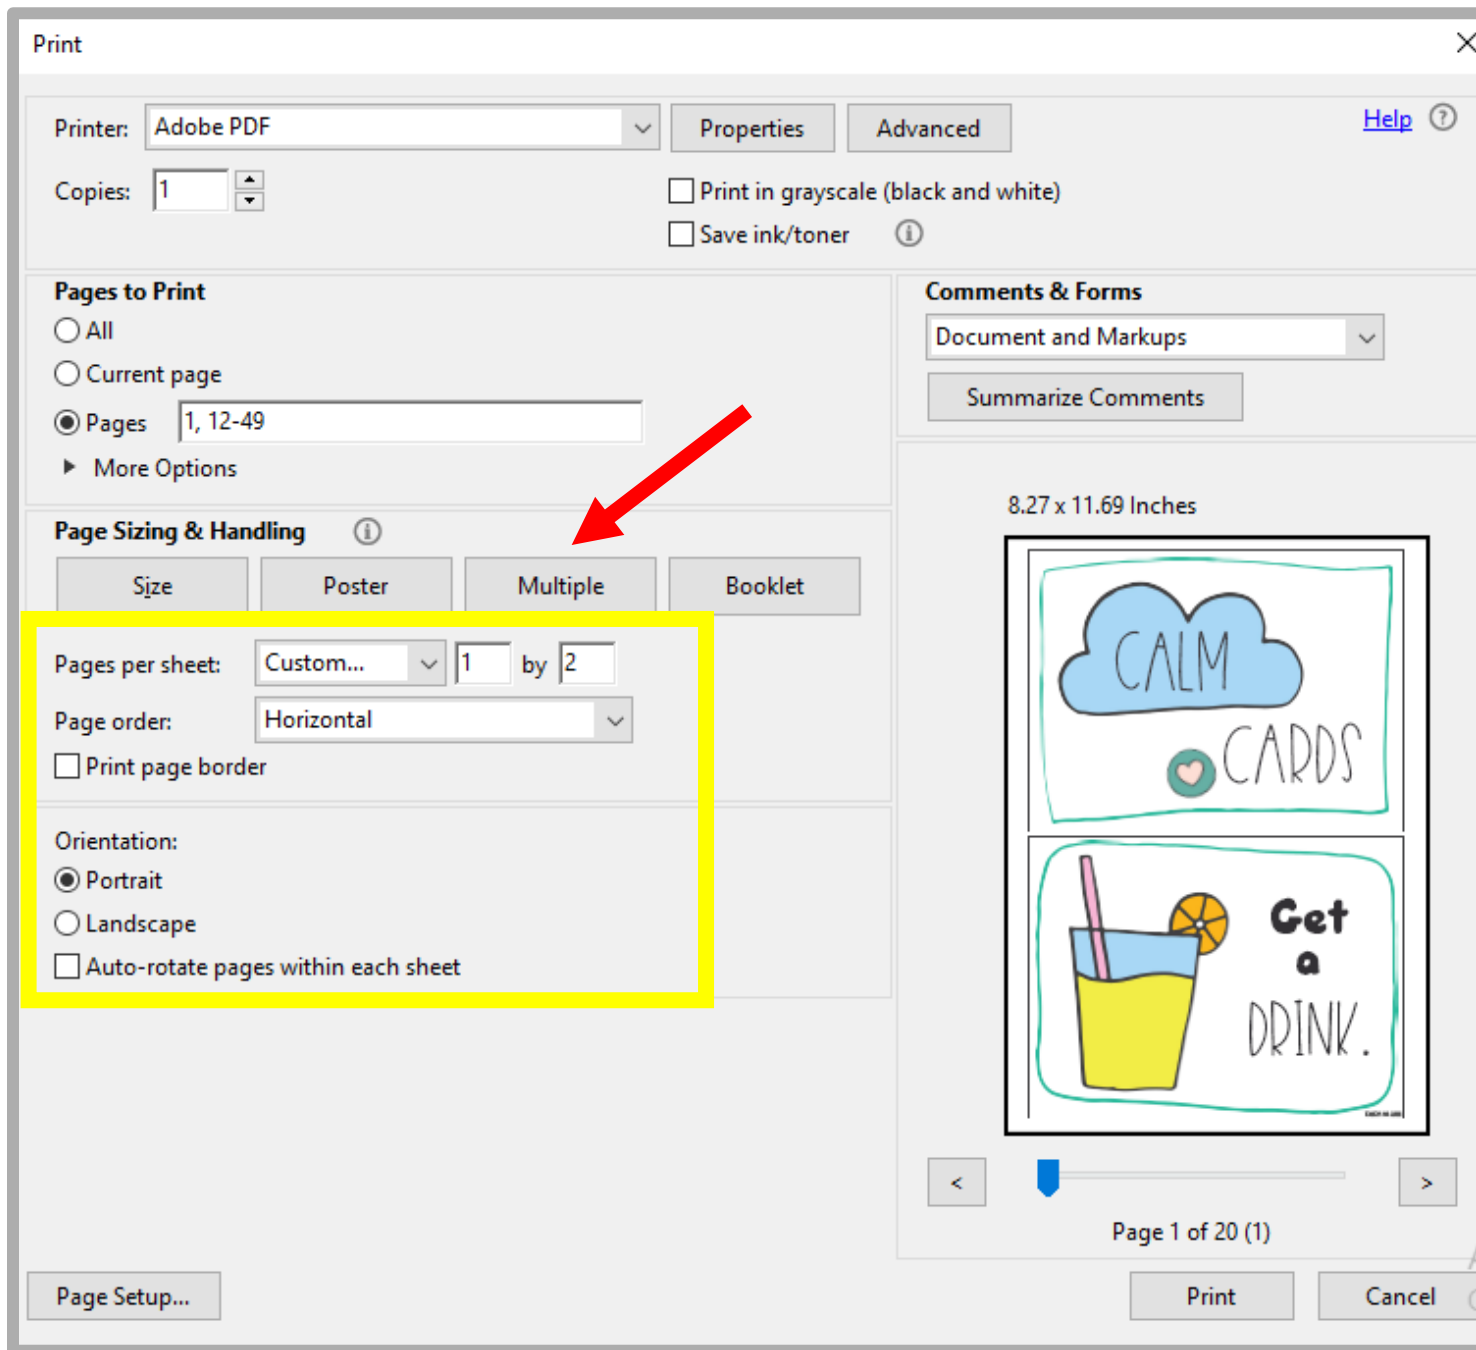 Print
Printer: Adobe PDF Properties Advanced Help ?
Copies: 1 Print in grayscale (black and white)
Save ink/toner i
Pages to Print
All
Current page
Pages 1, 12-49
More Options
Comments & Forms
Document and Markups
Summarize Comments
Page Sizing & Handling i
Size Poster Multiple Booklet
Pages per sheet: Custom... 1 by 2
Page order: Horizontal
Print page border
Orientation:
Portrait
Landscape
Auto-rotate pages within each sheet
8.27 x 11.69 Inches
CALM
CARDS
Get
a
DRINK.
< >
Page 1 of 20 (1)
Page Setup... Print Cancel